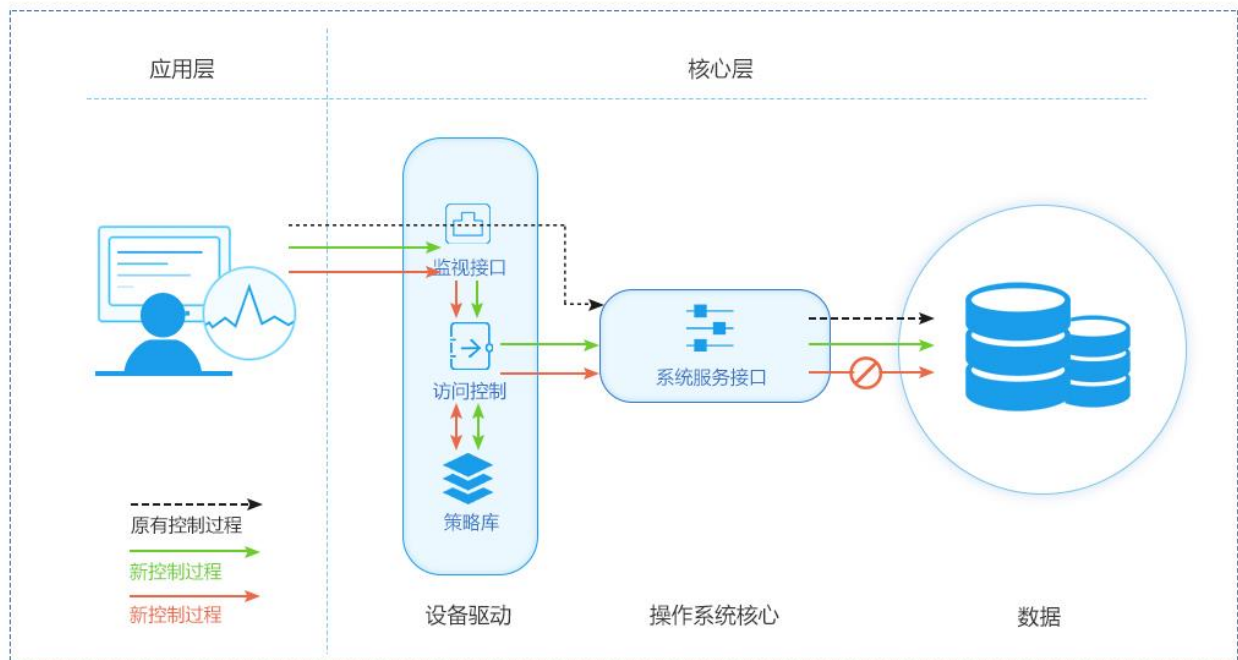 应用层
核心层
监视接口
访问控制
系统服务接口
策略库
原有控制过程
新控制过程
新控制过程
设备驱动
操作系统核心
数据